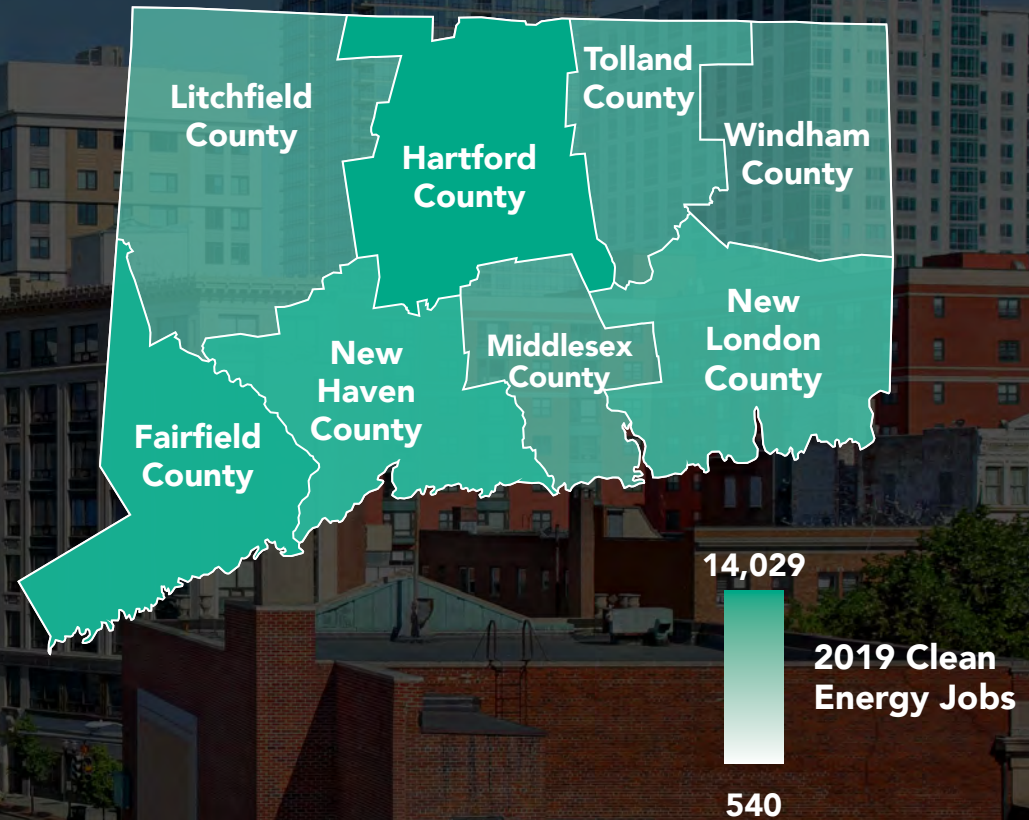 Litchfield
County
Hartford
County
Tolland
County
Windham
County
Fairfield
County
New
Haven
County
Middlesex
County
New
London
County
14,029
2019 Clean
Energy Jobs
540